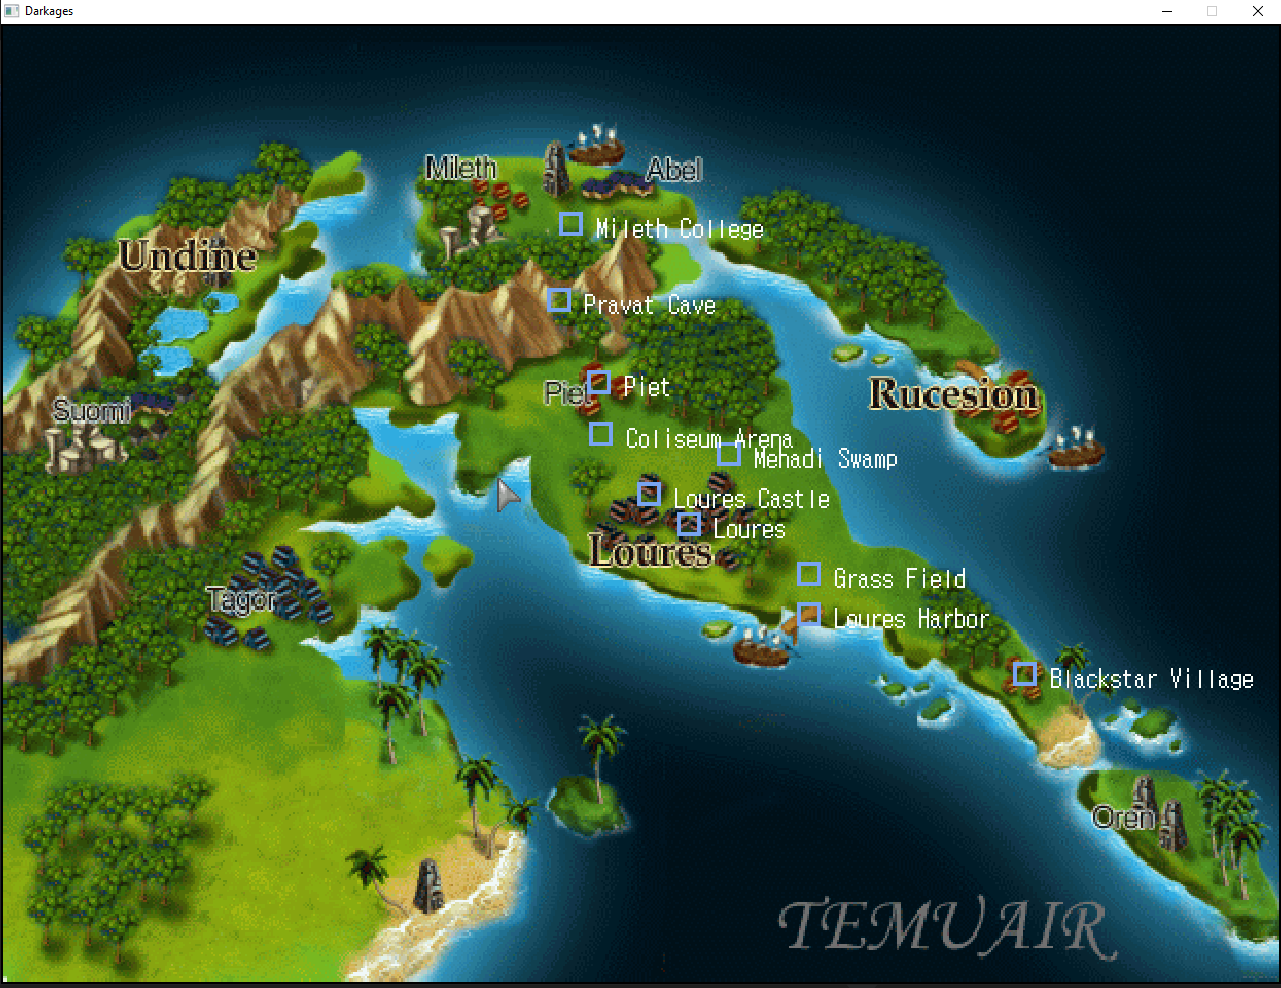 Darkages
Mileth
Abel
Mileth College
Undine
Pravat Cave
Piet
Piet
Rucesion
Suomi
Coliseum Arena
Mehadi Swamp
Loures Castle
Loures
Loures
Grass Field
Tagor
Loures Harbor
Blackstar Village
Oren
TEMUAIR